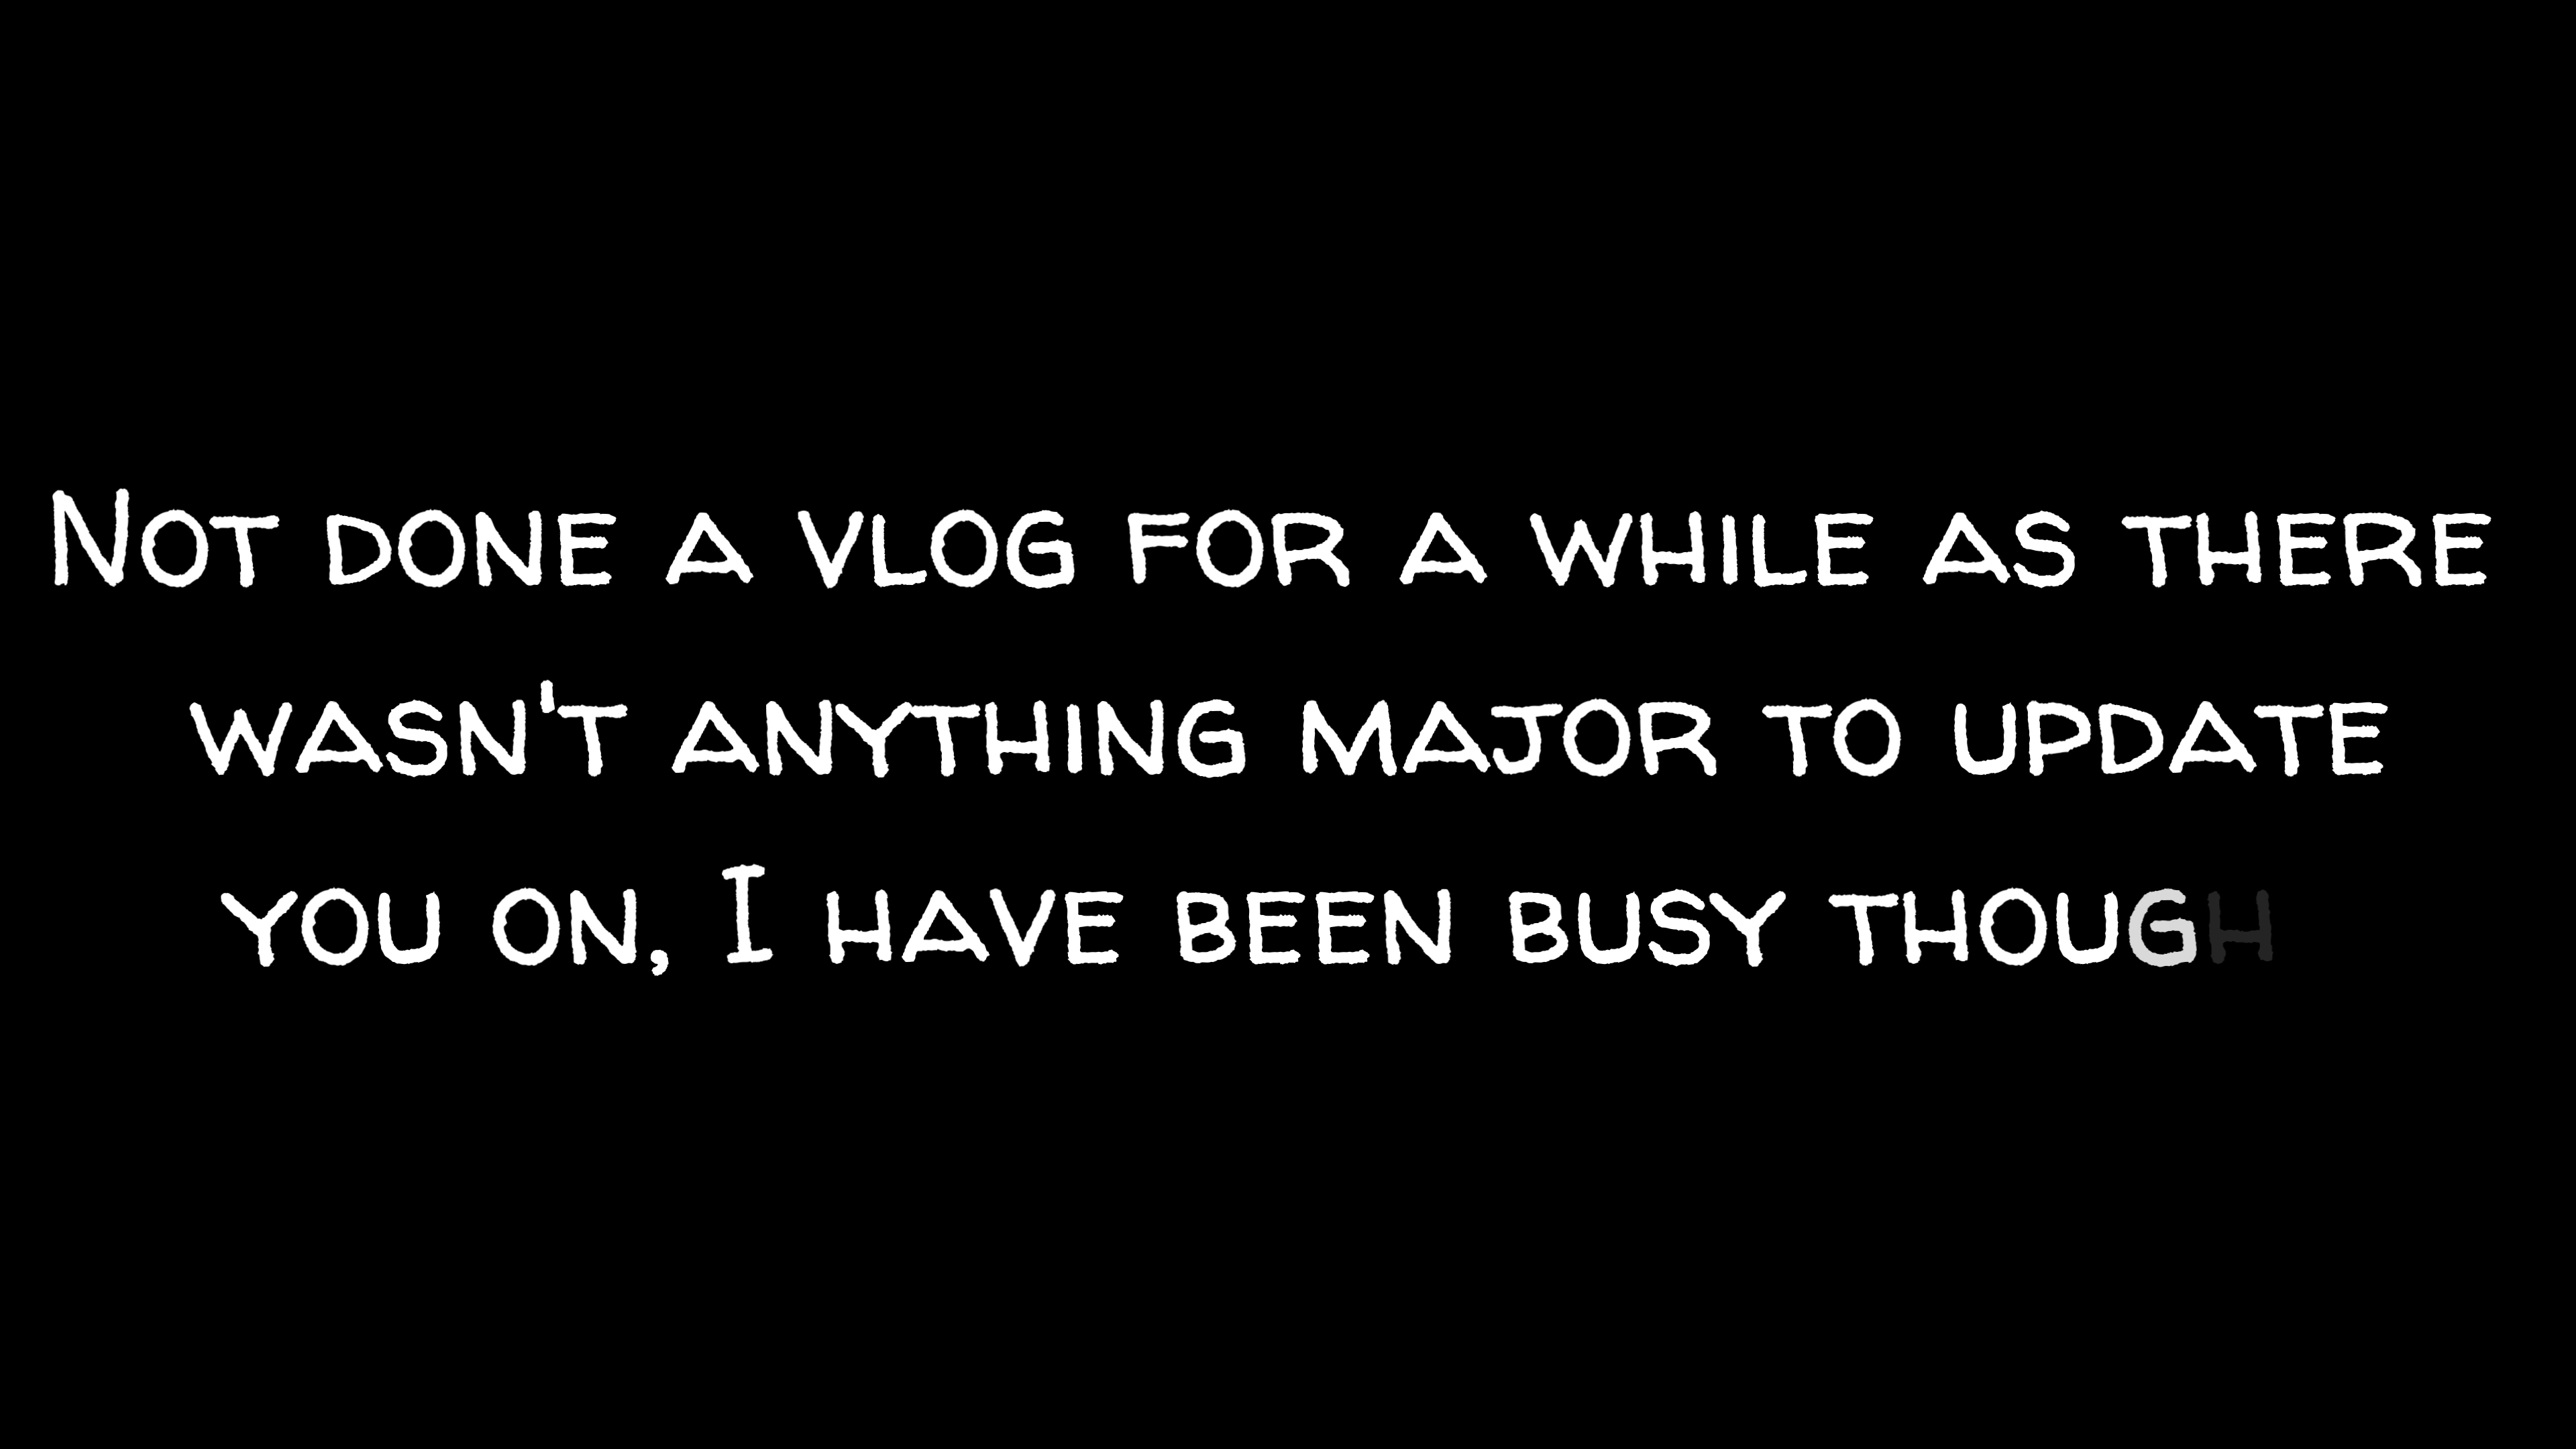 Not done a vlog for a while as there
wasn't anything major to update
you on, I have been busy though